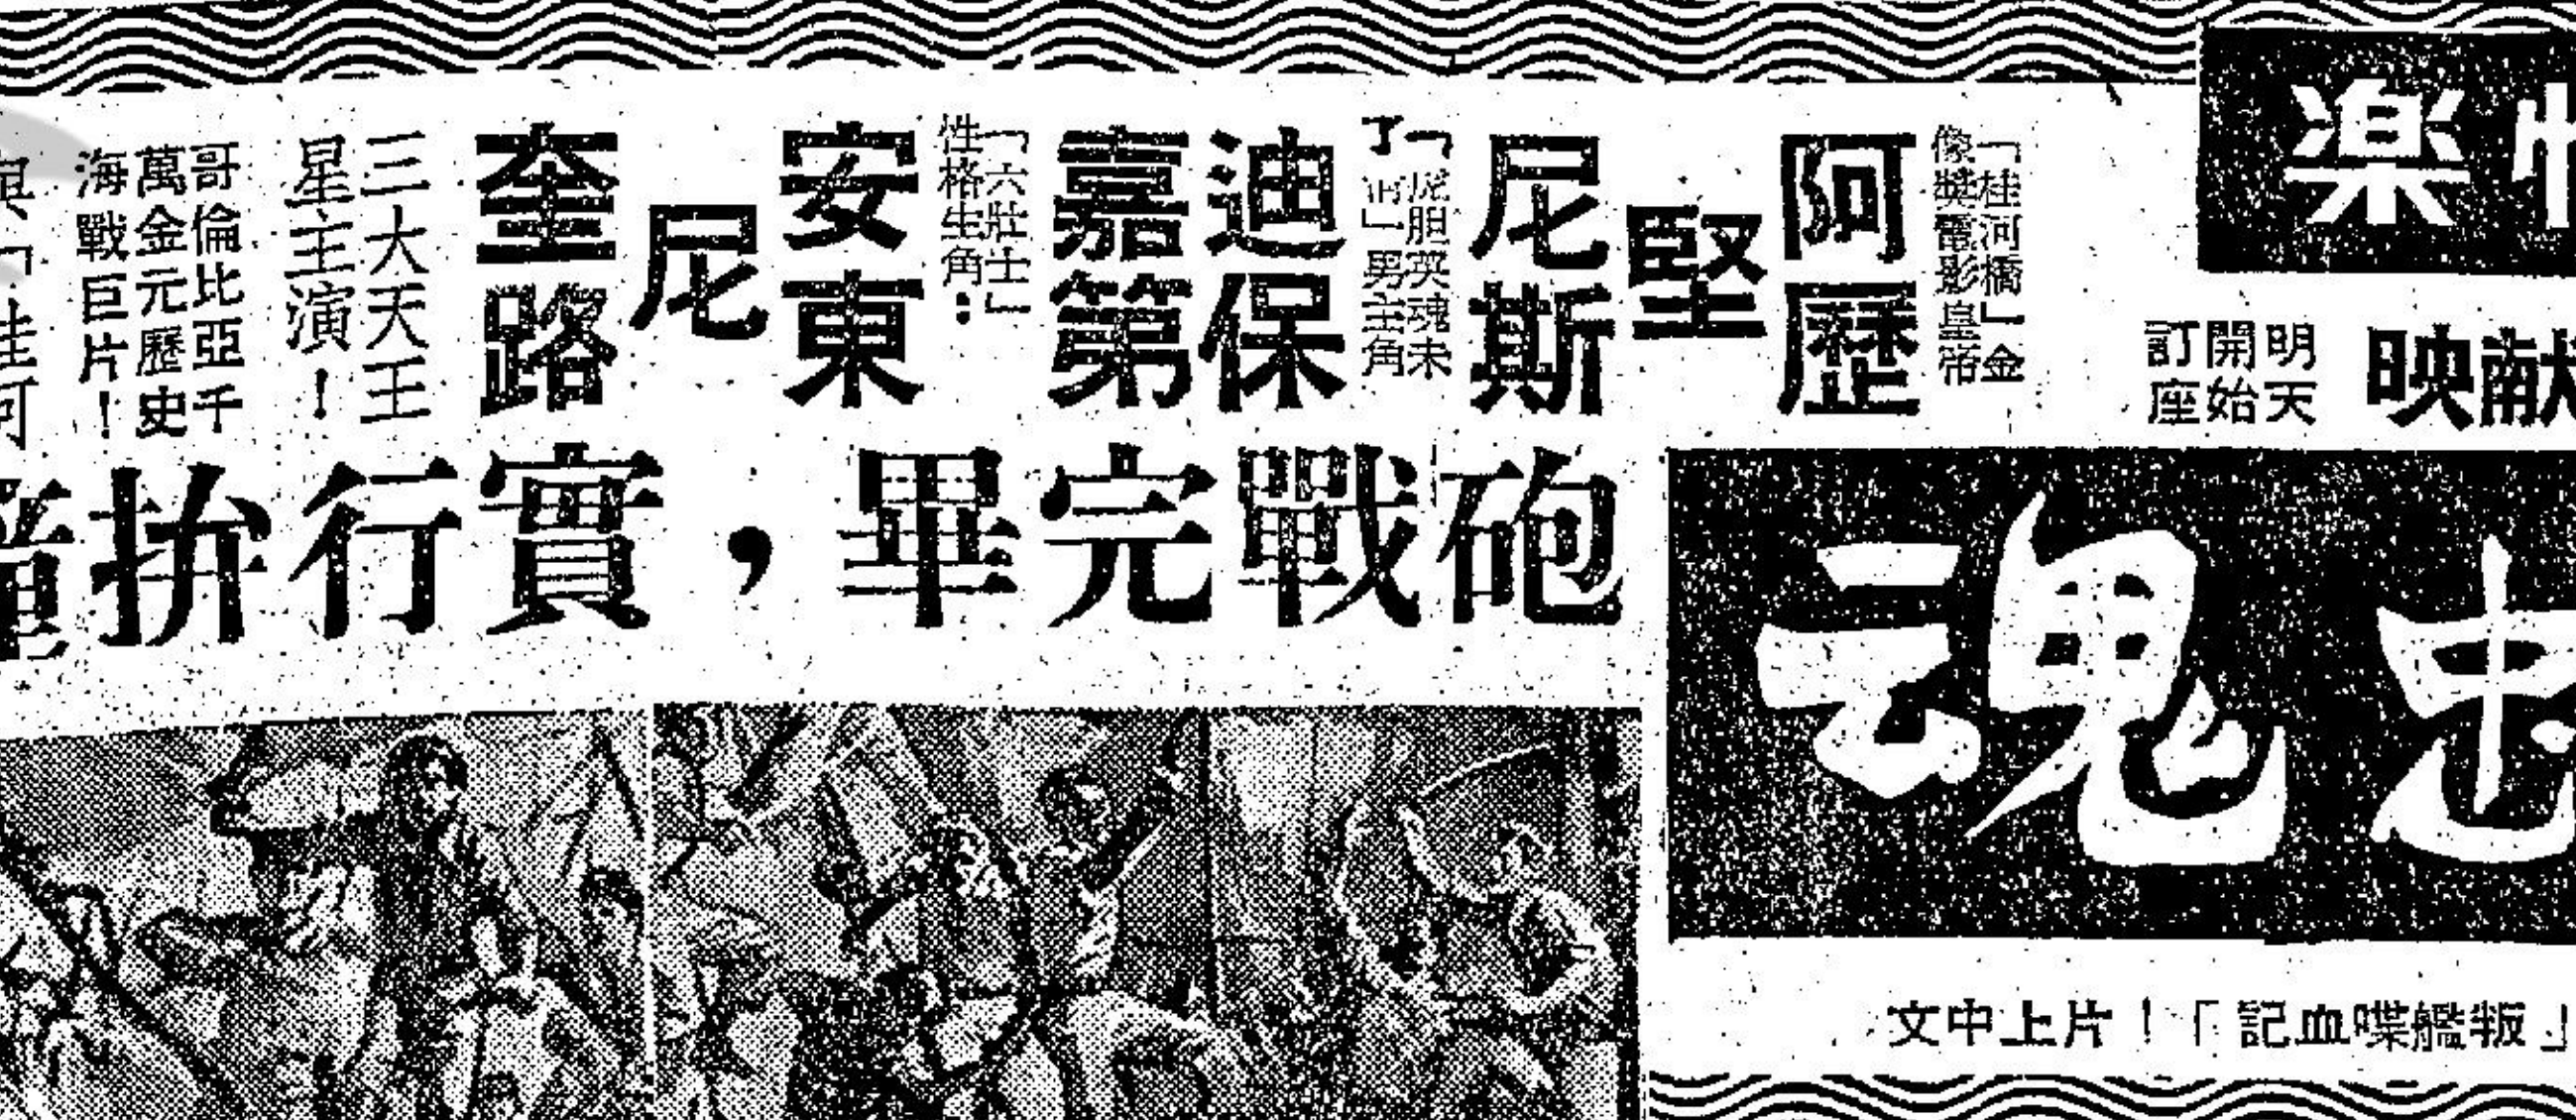 楽
献映
明天
開始
訂座
「桂河橋」金
像獎電影皇帝
阿歷
堅
尼斯
「虎胆英魂未
了情」男主角
迪保
嘉第
「六壯士」
性格生角：
安東
尼
奎路
三大天王
星主演！
哥倫比亞千
萬金元歷史
海戰巨片！
砲戰完畢，實行拚撞
忠魂
「叛艦喋血記」！片上中文